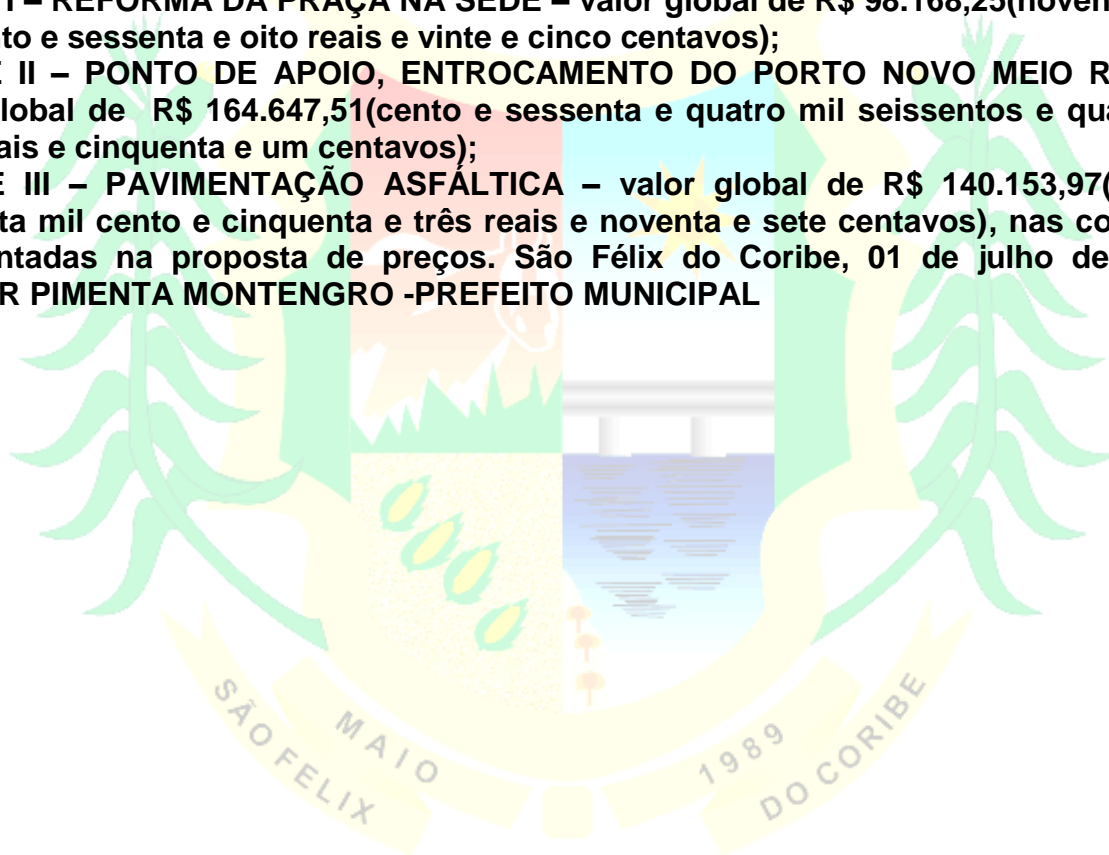 I – REFORMA DA PRAÇA NA SEDE – valor global de R$ 98.168,25(noven
nto e sessenta e oito reais e vinte e cinco centavos);
E II – PONTO DE APOIO, ENTROCAMENTO DO PORTO NOVO MEIO R
lobal de R$ 164.647,51(cento e sessenta e quatro mil seissentos e qua
ais e cinquenta e um centavos);
E III – PAVIMENTAÇÃO ASFÁLTICA – valor global de R$ 140.153,97(
ta mil cento e cinquenta e três reais e noventa e sete centavos), nas co
ntadas na proposta de preços. São Félix do Coribe, 01 de julho de
R PIMENTA MONTENGRO -PREFEITO MUNICIPAL
SÃO FELIX
MAIO
1989
DO CORIBE